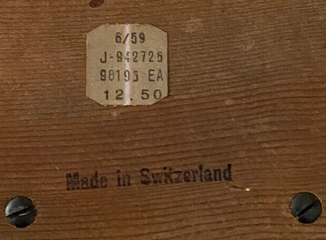 6/59
J-942725
98195 EA
12.50
Made in Switzerland